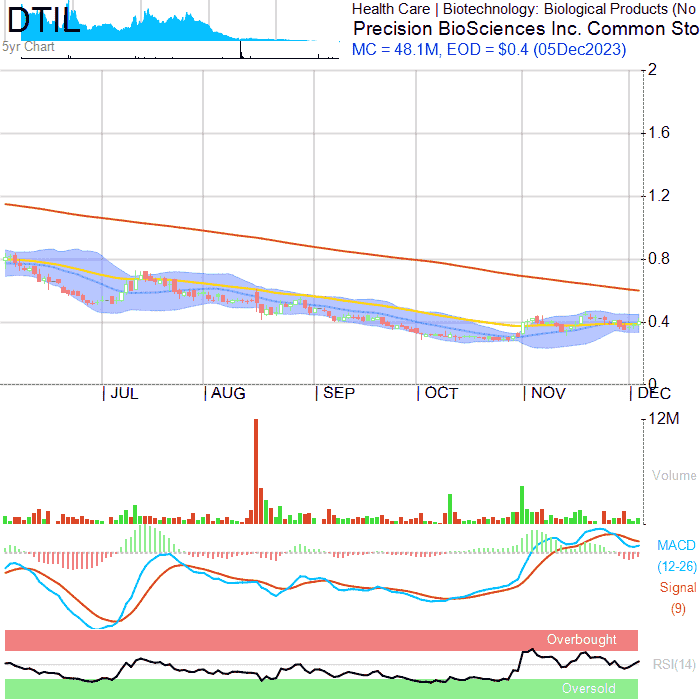 DTIL
5yr Chart
Health Care | Biotechnology: Biological Products (No
Precision BioSciences Inc. Common Sto
MC = 48.1M, EOD = $0.4 (05Dec2023)
2
1.6
1.2
0.8
0.4
0
JUL AUG SEP OCT NOV DEC
12M
Volume
MACD
(12-26)
Signal
(9)
Overbought
RSI(14)
Oversold